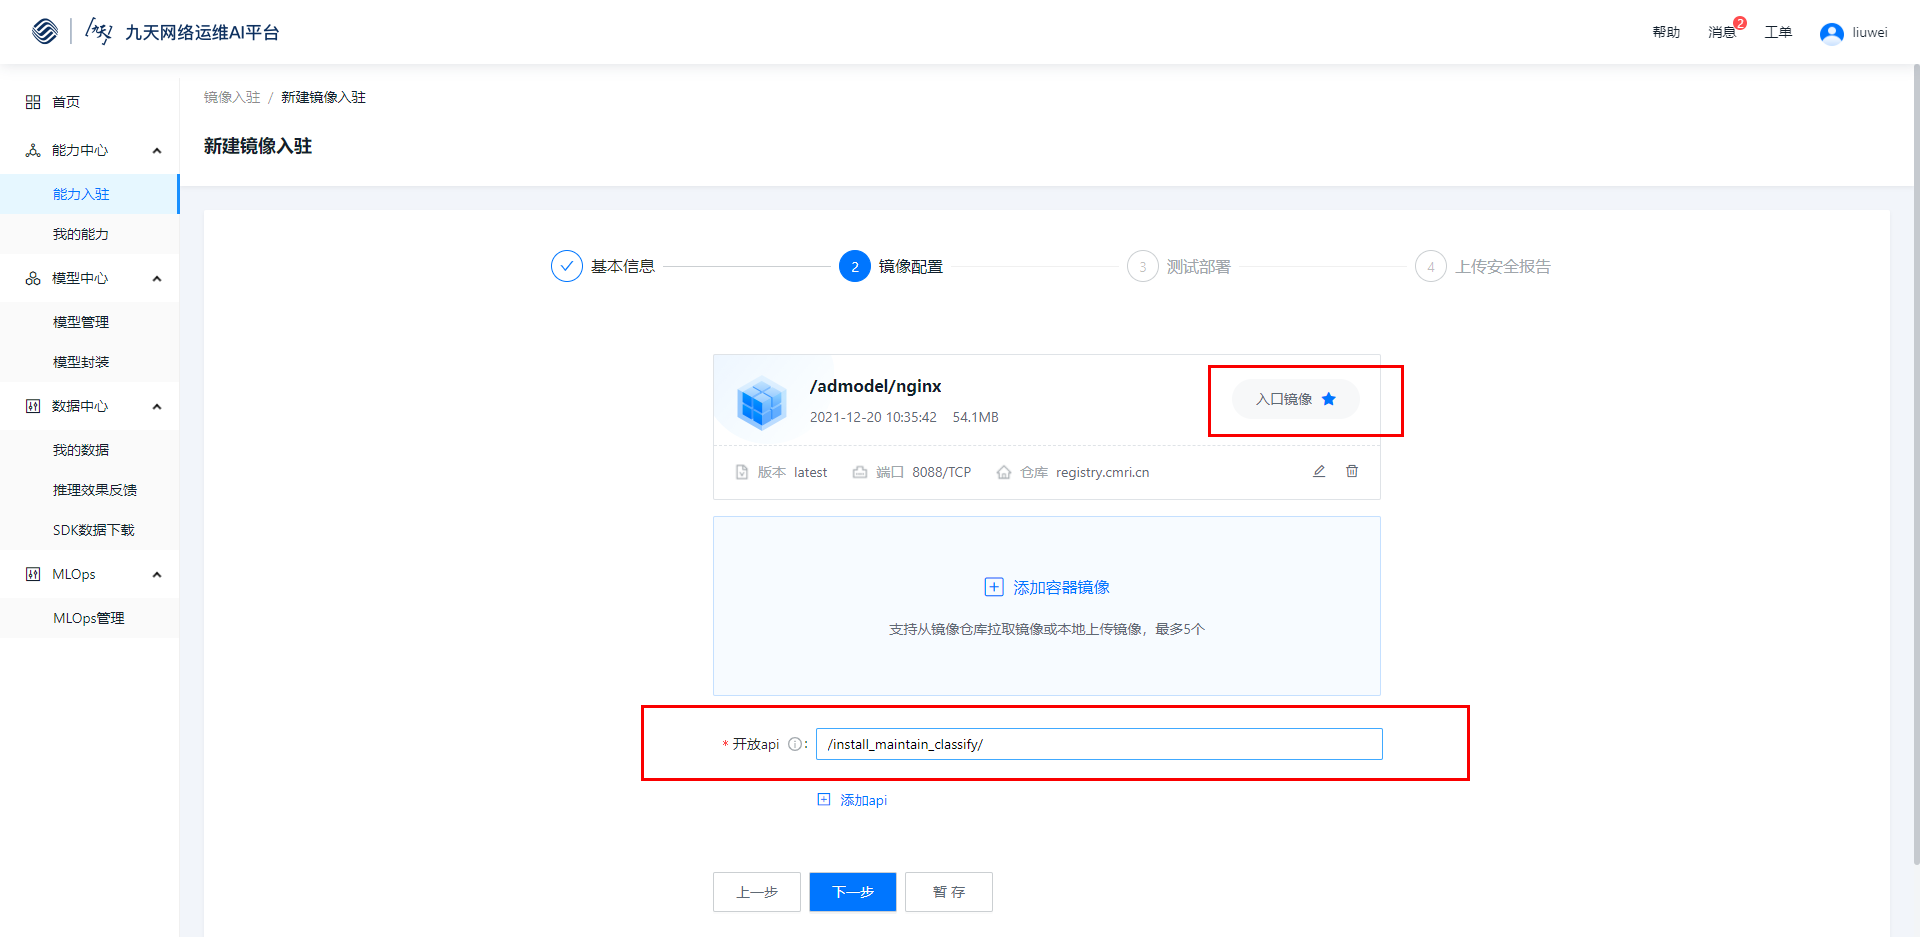 九天网络运维AI平台
帮助 消息 2 工单 liuwei
首页
能力中心
能力入驻
我的能力
模型中心
模型管理
模型封装
数据中心
我的数据
推理效果反馈
SDK数据下载
MLOps
MLOps管理
镜像入驻 / 新建镜像入驻
新建镜像入驻
基本信息 2 镜像配置 3 测试部署 4 上传安全报告
/admodel/nginx
2021-12-20 10:35:42 54.1MB
入口镜像
版本 latest 端口 8088/TCP 仓库 registry.cmri.cn
添加容器镜像
支持从镜像仓库拉取镜像或本地上传镜像，最多5个
* 开放api : /install_maintain_classify/
添加api
上一步 下一步 暂 存